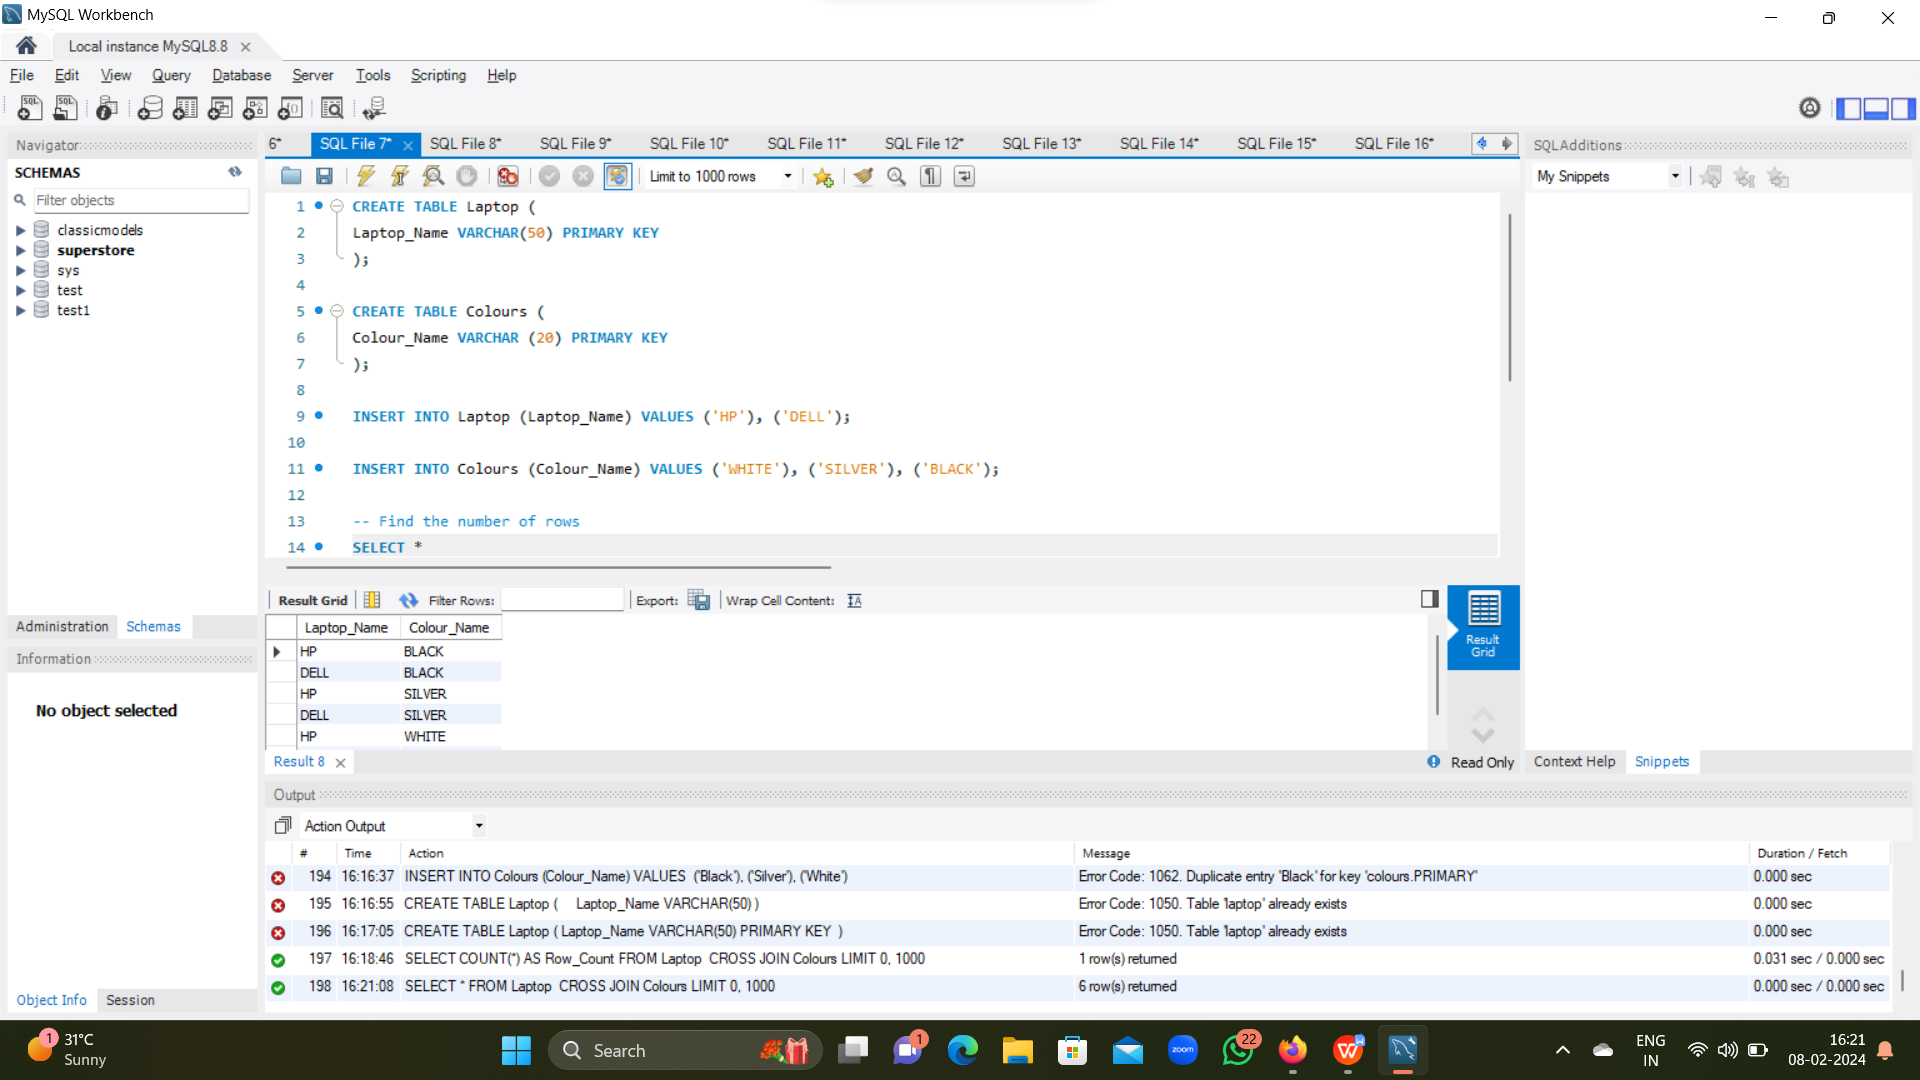 MySQL Workbench
Local instance MySQL8.8
File Edit View Query Database Server Tools Scripting Help
Navigator
SCHEMAS
Filter objects
classicmodels
superstore
sys
test
test1
Administration Schemas
Information
No object selected
Object Info Session
6* SQL File 7* SQL File 8* SQL File 9* SQL File 10* SQL File 11* SQL File 12* SQL File 13* SQL File 14* SQL File 15* SQL File 16*
Limit to 1000 rows
1 CREATE TABLE Laptop (
2 Laptop_Name VARCHAR(50) PRIMARY KEY
3 );
4
5 CREATE TABLE Colours (
6 Colour_Name VARCHAR (20) PRIMARY KEY
7 );
8
9 INSERT INTO Laptop (Laptop_Name) VALUES ('HP'), ('DELL');
10
11 INSERT INTO Colours (Colour_Name) VALUES ('WHITE'), ('SILVER'), ('BLACK');
12
13 -- Find the number of rows
14 SELECT *
Result Grid Filter Rows: Export: Wrap Cell Content:
Laptop_Name Colour_Name
HP BLACK
DELL BLACK
HP SILVER
DELL SILVER
HP WHITE
Result Grid
Result 8
Read Only
SQLAdditions
My Snippets
Context Help Snippets
Output
Action Output
# Time Action Message Duration / Fetch
194 16:16:37 INSERT INTO Colours (Colour_Name) VALUES ('Black'), ('Silver'), ('White') Error Code: 1062. Duplicate entry 'Black' for key 'colours.PRIMARY' 0.000 sec
195 16:16:55 CREATE TABLE Laptop ( Laptop_Name VARCHAR(50) ) Error Code: 1050. Table 'laptop' already exists 0.000 sec
196 16:17:05 CREATE TABLE Laptop ( Laptop_Name VARCHAR(50) PRIMARY KEY ) Error Code: 1050. Table 'laptop' already exists 0.000 sec
197 16:18:46 SELECT COUNT(*) AS Row_Count FROM Laptop CROSS JOIN Colours LIMIT 0, 1000 1 row(s) returned 0.031 sec / 0.000 sec
198 16:21:08 SELECT * FROM Laptop CROSS JOIN Colours LIMIT 0, 1000 6 row(s) returned 0.000 sec / 0.000 sec
1
31°C
Sunny
Search
1
zoom
22
ENG
IN
16:21
08-02-2024